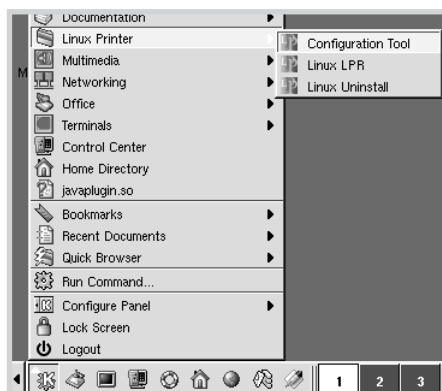 Documentation
Linux Printer
Configuration Tool
M
Multimedia
Linux LPR
Networking
Linux Uninstall
Office
Terminals
Control Center
Home Directory
javaplugin.so
Bookmarks
Recent Documents
Quick Browser
Run Command...
Configure Panel
Lock Screen
Logout
1 2 3